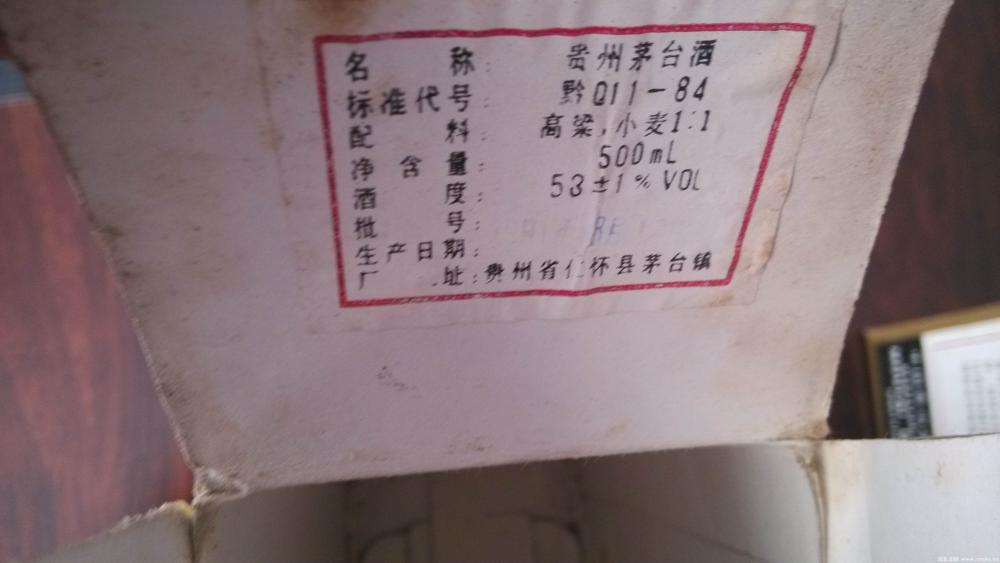 名 称: 贵州茅台酒
标准代号: 黔Q11-84
配 料: 高粱,小麦1:1
净 含 量: 500mL
酒 度: 53±1% VOL
批 号:
生产日期:
厂 址: 贵州省仁怀县茅台镇